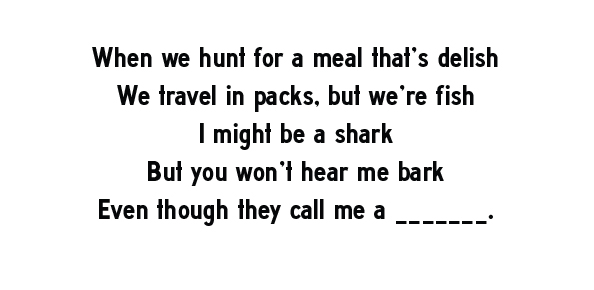 When we hunt for a meal that's delish
We travel in packs, but we're fish
I might be a shark
But you won't hear me bark
Even though they call me a _______.